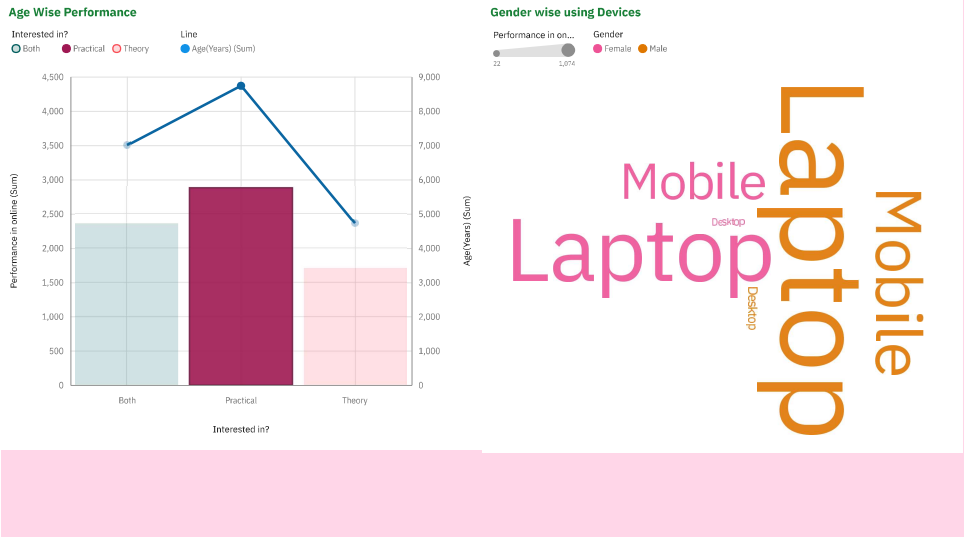 Age Wise Performance
Interested in?
Both Practical Theory
Line
Age(Years) (Sum)
Performance in online (Sum)
4,500
4,000
3,500
3,000
2,500
2,000
1,500
1,000
500
0
9,000
8,000
7,000
6,000
5,000
4,000
3,000
2,000
1,000
0
Age(Years) (Sum)
Both Practical Theory
Interested in?
Gender wise using Devices
Performance in on...
22 1,074
Gender
Female Male
Mobile
Desktop
Laptop
Desktop
Laptop
Mobile